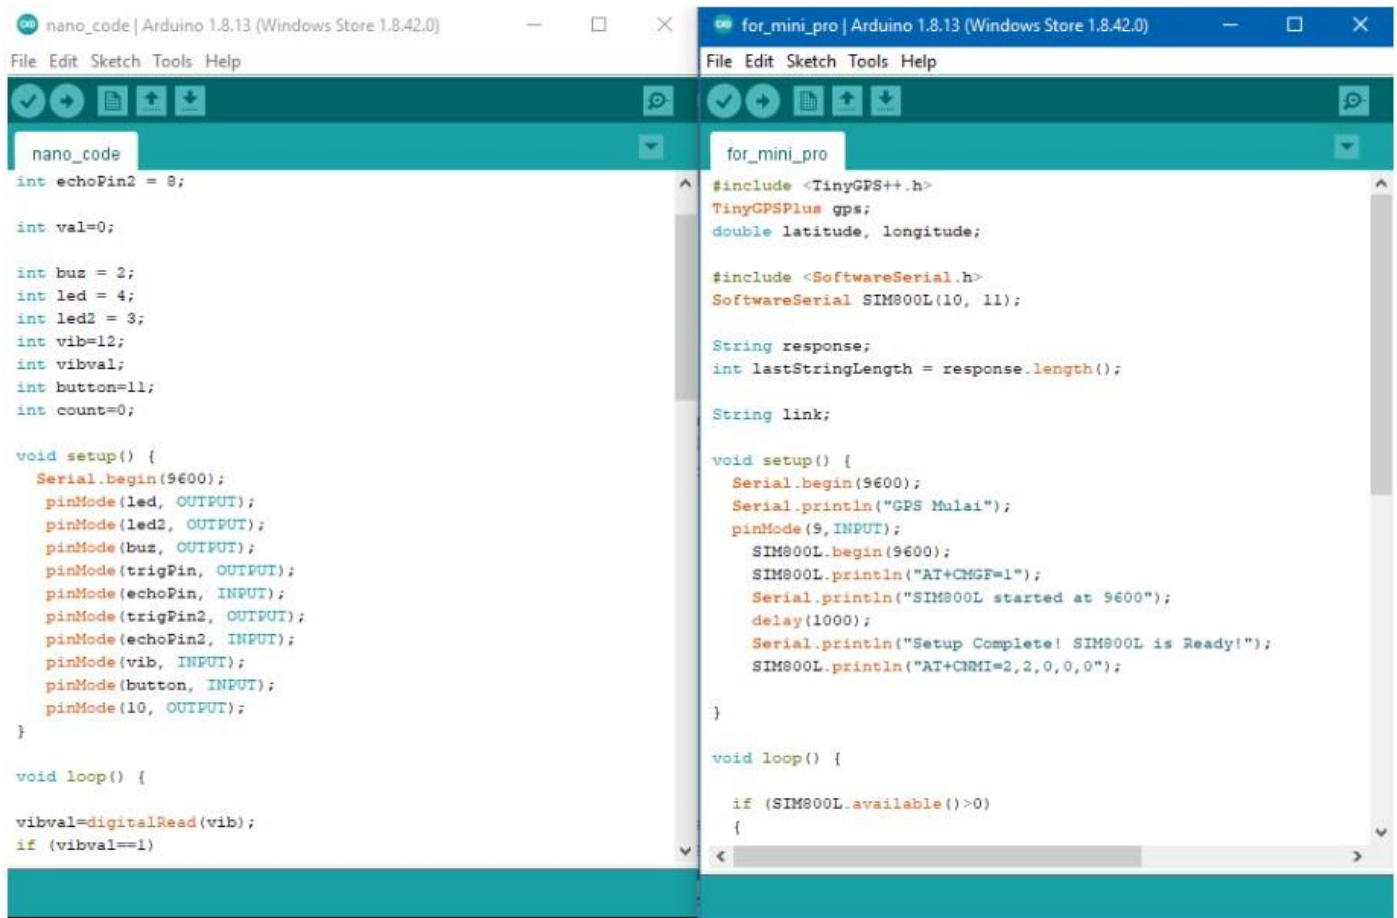 nano_code | Arduino 1.8.13 (Windows Store 1.8.42.0)
File Edit Sketch Tools Help
nano_code
int echoPin2 = 8;
int val=0;
int buz = 2;
int led = 4;
int led2 = 3;
int vib=12;
int vibval;
int button=11;
int count=0;
void setup() {
Serial.begin(9600);
pinMode(led, OUTPUT);
pinMode(led2, OUTPUT);
pinMode(buz, OUTPUT);
pinMode(trigPin, OUTPUT);
pinMode(echoPin, INPUT);
pinMode(trigPin2, OUTPUT);
pinMode(echoPin2, INPUT);
pinMode(vib, INPUT);
pinMode(button, INPUT);
pinMode(10, OUTPUT);
}
void loop() {
vibval=digitalRead(vib);
if (vibval==1)
for_mini_pro | Arduino 1.8.13 (Windows Store 1.8.42.0)
File Edit Sketch Tools Help
for_mini_pro
#include <TinyGPS++.h>
TinyGPSPlus gps;
double latitude, longitude;
#include <SoftwareSerial.h>
SoftwareSerial SIM800L(10, 11);
String response;
int lastStringLength = response.length();
String link;
void setup() {
Serial.begin(9600);
Serial.println("GPS Mulai");
pinMode(9,INPUT);
SIM800L.begin(9600);
SIM800L.println("AT+CMGF=1");
Serial.println("SIM800L started at 9600");
delay(1000);
Serial.println("Setup Complete! SIM800L is Ready!");
SIM800L.println("AT+CNMI=2,2,0,0,0");
}
void loop() {
if (SIM800L.available()>0)
{